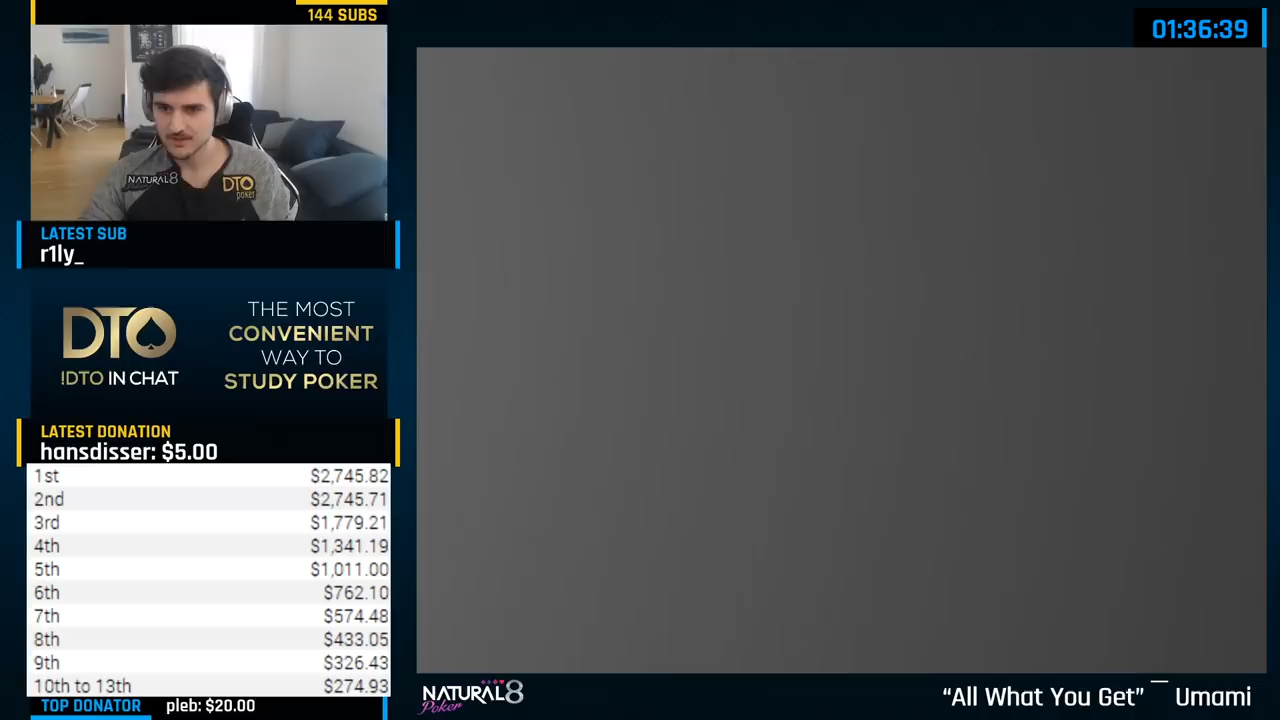 144 SUBS
01:36:39
NATURAL8
DTO
poker
LATEST SUB
r1ly_
DTO
!DTO IN CHAT
THE MOST
CONVENIENT
WAY TO
STUDY POKER
LATEST DONATION
hansdisser: $5.00
1st $2,745.82
2nd $2,745.71
3rd $1,779.21
4th $1,341.19
5th $1,011.00
6th $762.10
7th $574.48
8th $433.05
9th $326.43
10th to 13th $274.93
TOP DONATOR pleb: $20.00
NATURAL8
Poker
“All What You Get” — Umami